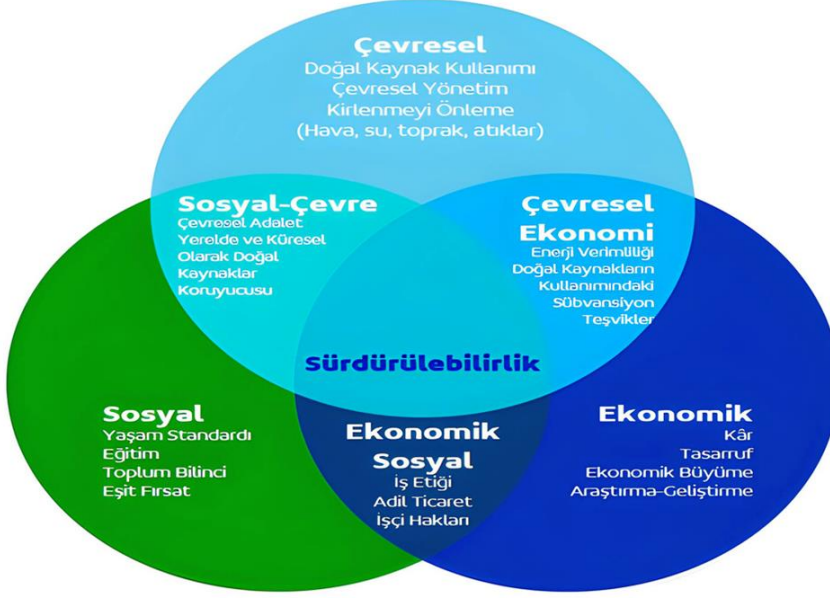 Çevresel
Doğal Kaynak Kullanımı
Çevresel Yönetim
Kirlenmeyi Önleme
(Hava, su, toprak, atıklar)
Sosyal-Çevre
Çevresel Adalet
Yerelde ve Küresel
Olarak Doğal
Kaynaklar
Koruyucusu
Çevresel
Ekonomi
Enerji Verimliliği
Doğal Kaynakların
Kullanımındaki
Sübvansiyon
Teşvikler
Sürdürülebilirlik
Sosyal
Yaşam Standardı
Eğitim
Toplum Bilinci
Eşit Fırsat
Ekonomik
Sosyal
İş Etiği
Adil Ticaret
İşçi Hakları
Ekonomik
Kâr
Tasarruf
Ekonomik Büyüme
Araştırma-Geliştirme